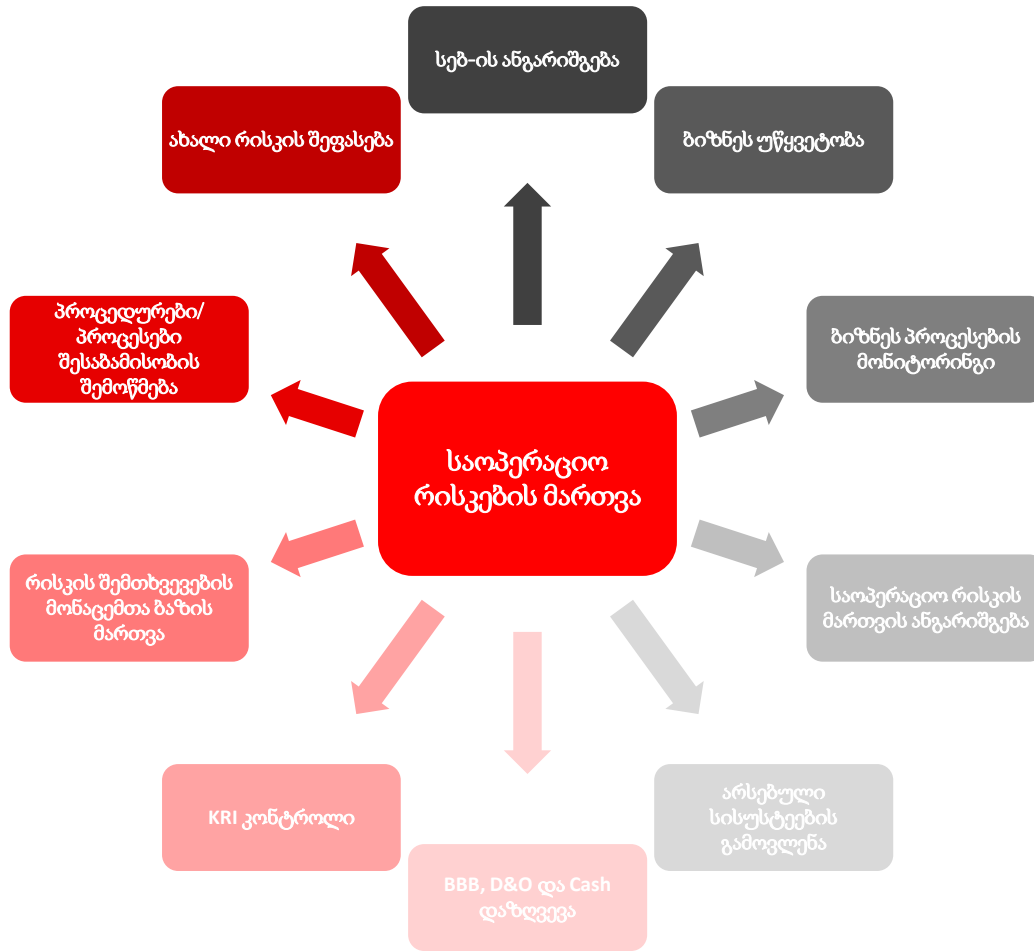 სებ-ის ანგარიშგება
ახალი რისკის შეფასება
ბიზნეს უწყვეტობა
პროცედურები/
პროცესები
შესაბამისობის
შემოწმება
ბიზნეს პროცესების
მონიტორინგი
საოპერაციო
რისკების მართვა
რისკის შემთხვევების
მონაცემთა ბაზის
მართვა
საოპერაციო რისკის
მართვის ანგარიშგება
KRI კონტროლი
არსებული
სისუსტეების
გამოვლენა
BBB, D&O და Cash
დაზღვევა